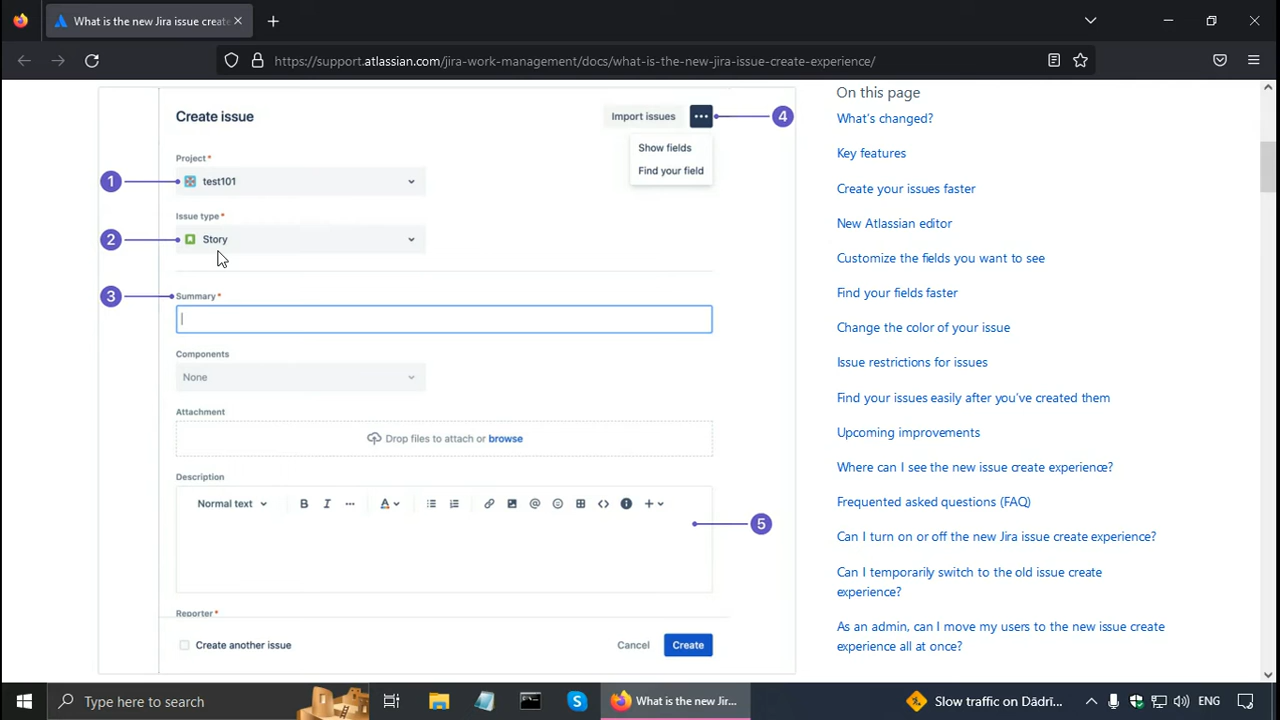 What is the new Jira issue create
https://support.atlassian.com/jira-work-management/docs/what-is-the-new-jira-issue-create-experience/
Create issue
Import issues
4
Show fields
Find your field
Project *
1
test101
Issue type *
2
Story
3
Summary *
Components
None
Attachment
Drop files to attach or browse
Description
Normal text
B
I
A
5
Reporter *
Create another issue
Cancel
Create
On this page
What's changed?
Key features
Create your issues faster
New Atlassian editor
Customize the fields you want to see
Find your fields faster
Change the color of your issue
Issue restrictions for issues
Find your issues easily after you've created them
Upcoming improvements
Where can I see the new issue create experience?
Frequented asked questions (FAQ)
Can I turn on or off the new Jira issue create experience?
Can I temporarily switch to the old issue create
experience?
As an admin, can I move my users to the new issue create
experience all at once?
Type here to search
What is the new Jir...
Slow traffic on Dādrī...
ENG